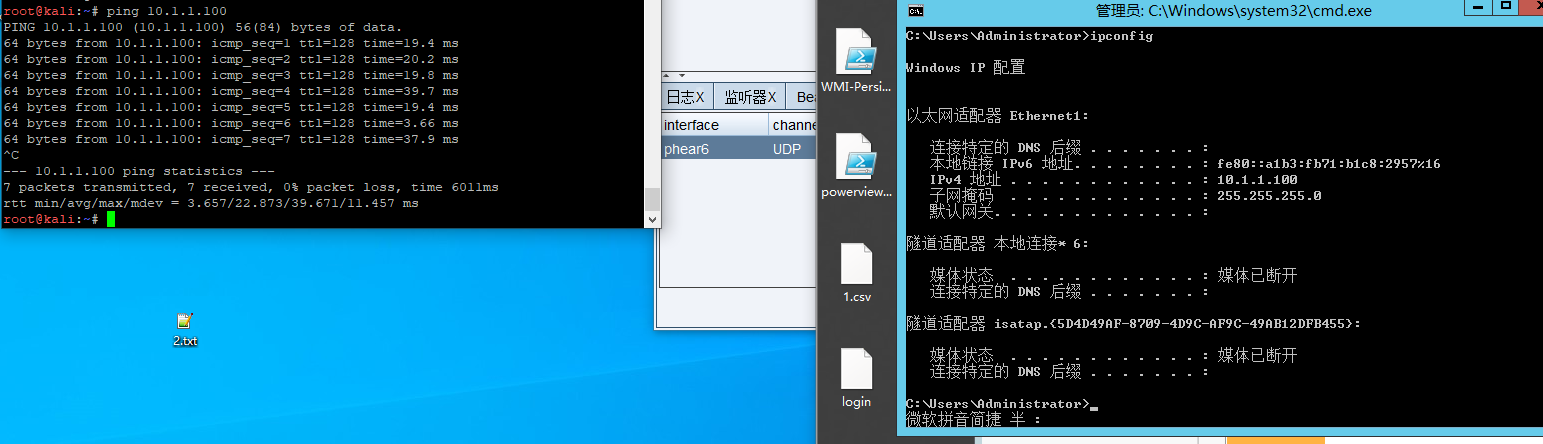 root@kali:~# ping 10.1.1.100
PING 10.1.1.100 (10.1.1.100) 56(84) bytes of data.
64 bytes from 10.1.1.100: icmp_seq=1 ttl=128 time=19.4 ms
64 bytes from 10.1.1.100: icmp_seq=2 ttl=128 time=20.2 ms
64 bytes from 10.1.1.100: icmp_seq=3 ttl=128 time=19.8 ms
64 bytes from 10.1.1.100: icmp_seq=4 ttl=128 time=39.7 ms
64 bytes from 10.1.1.100: icmp_seq=5 ttl=128 time=19.4 ms
64 bytes from 10.1.1.100: icmp_seq=6 ttl=128 time=3.66 ms
64 bytes from 10.1.1.100: icmp_seq=7 ttl=128 time=37.9 ms
^C
--- 10.1.1.100 ping statistics ---
7 packets transmitted, 7 received, 0% packet loss, time 6011ms
rtt min/avg/max/mdev = 3.657/22.873/39.671/11.457 ms
root@kali:~#
2.txt
日志X 监听器X Be
interface chann
phear6 UDP
WMI-Persi...
powerview...
1.csv
login
管理员: C:\Windows\system32\cmd.exe
C:\Users\Administrator>ipconfig
Windows IP 配置
以太网适配器 Ethernet1:
连接特定的 DNS 后缀 . . . . . . . :
本地链接 IPv6 地址. . . . . . . . : fe80::a1b3:fb71:b1c8:2957%16
IPv4 地址 . . . . . . . . . . . . : 10.1.1.100
子网掩码 . . . . . . . . . . . . : 255.255.255.0
默认网关. . . . . . . . . . . . . :
隧道适配器 本地连接* 6:
媒体状态 . . . . . . . . . . . . : 媒体已断开
连接特定的 DNS 后缀 . . . . . . . :
隧道适配器 isatap.{5D4D49AF-8709-4D9C-AF9C-49AB12DFB455}:
媒体状态 . . . . . . . . . . . . : 媒体已断开
连接特定的 DNS 后缀 . . . . . . . :
C:\Users\Administrator>_
微软拼音简捷 半 :